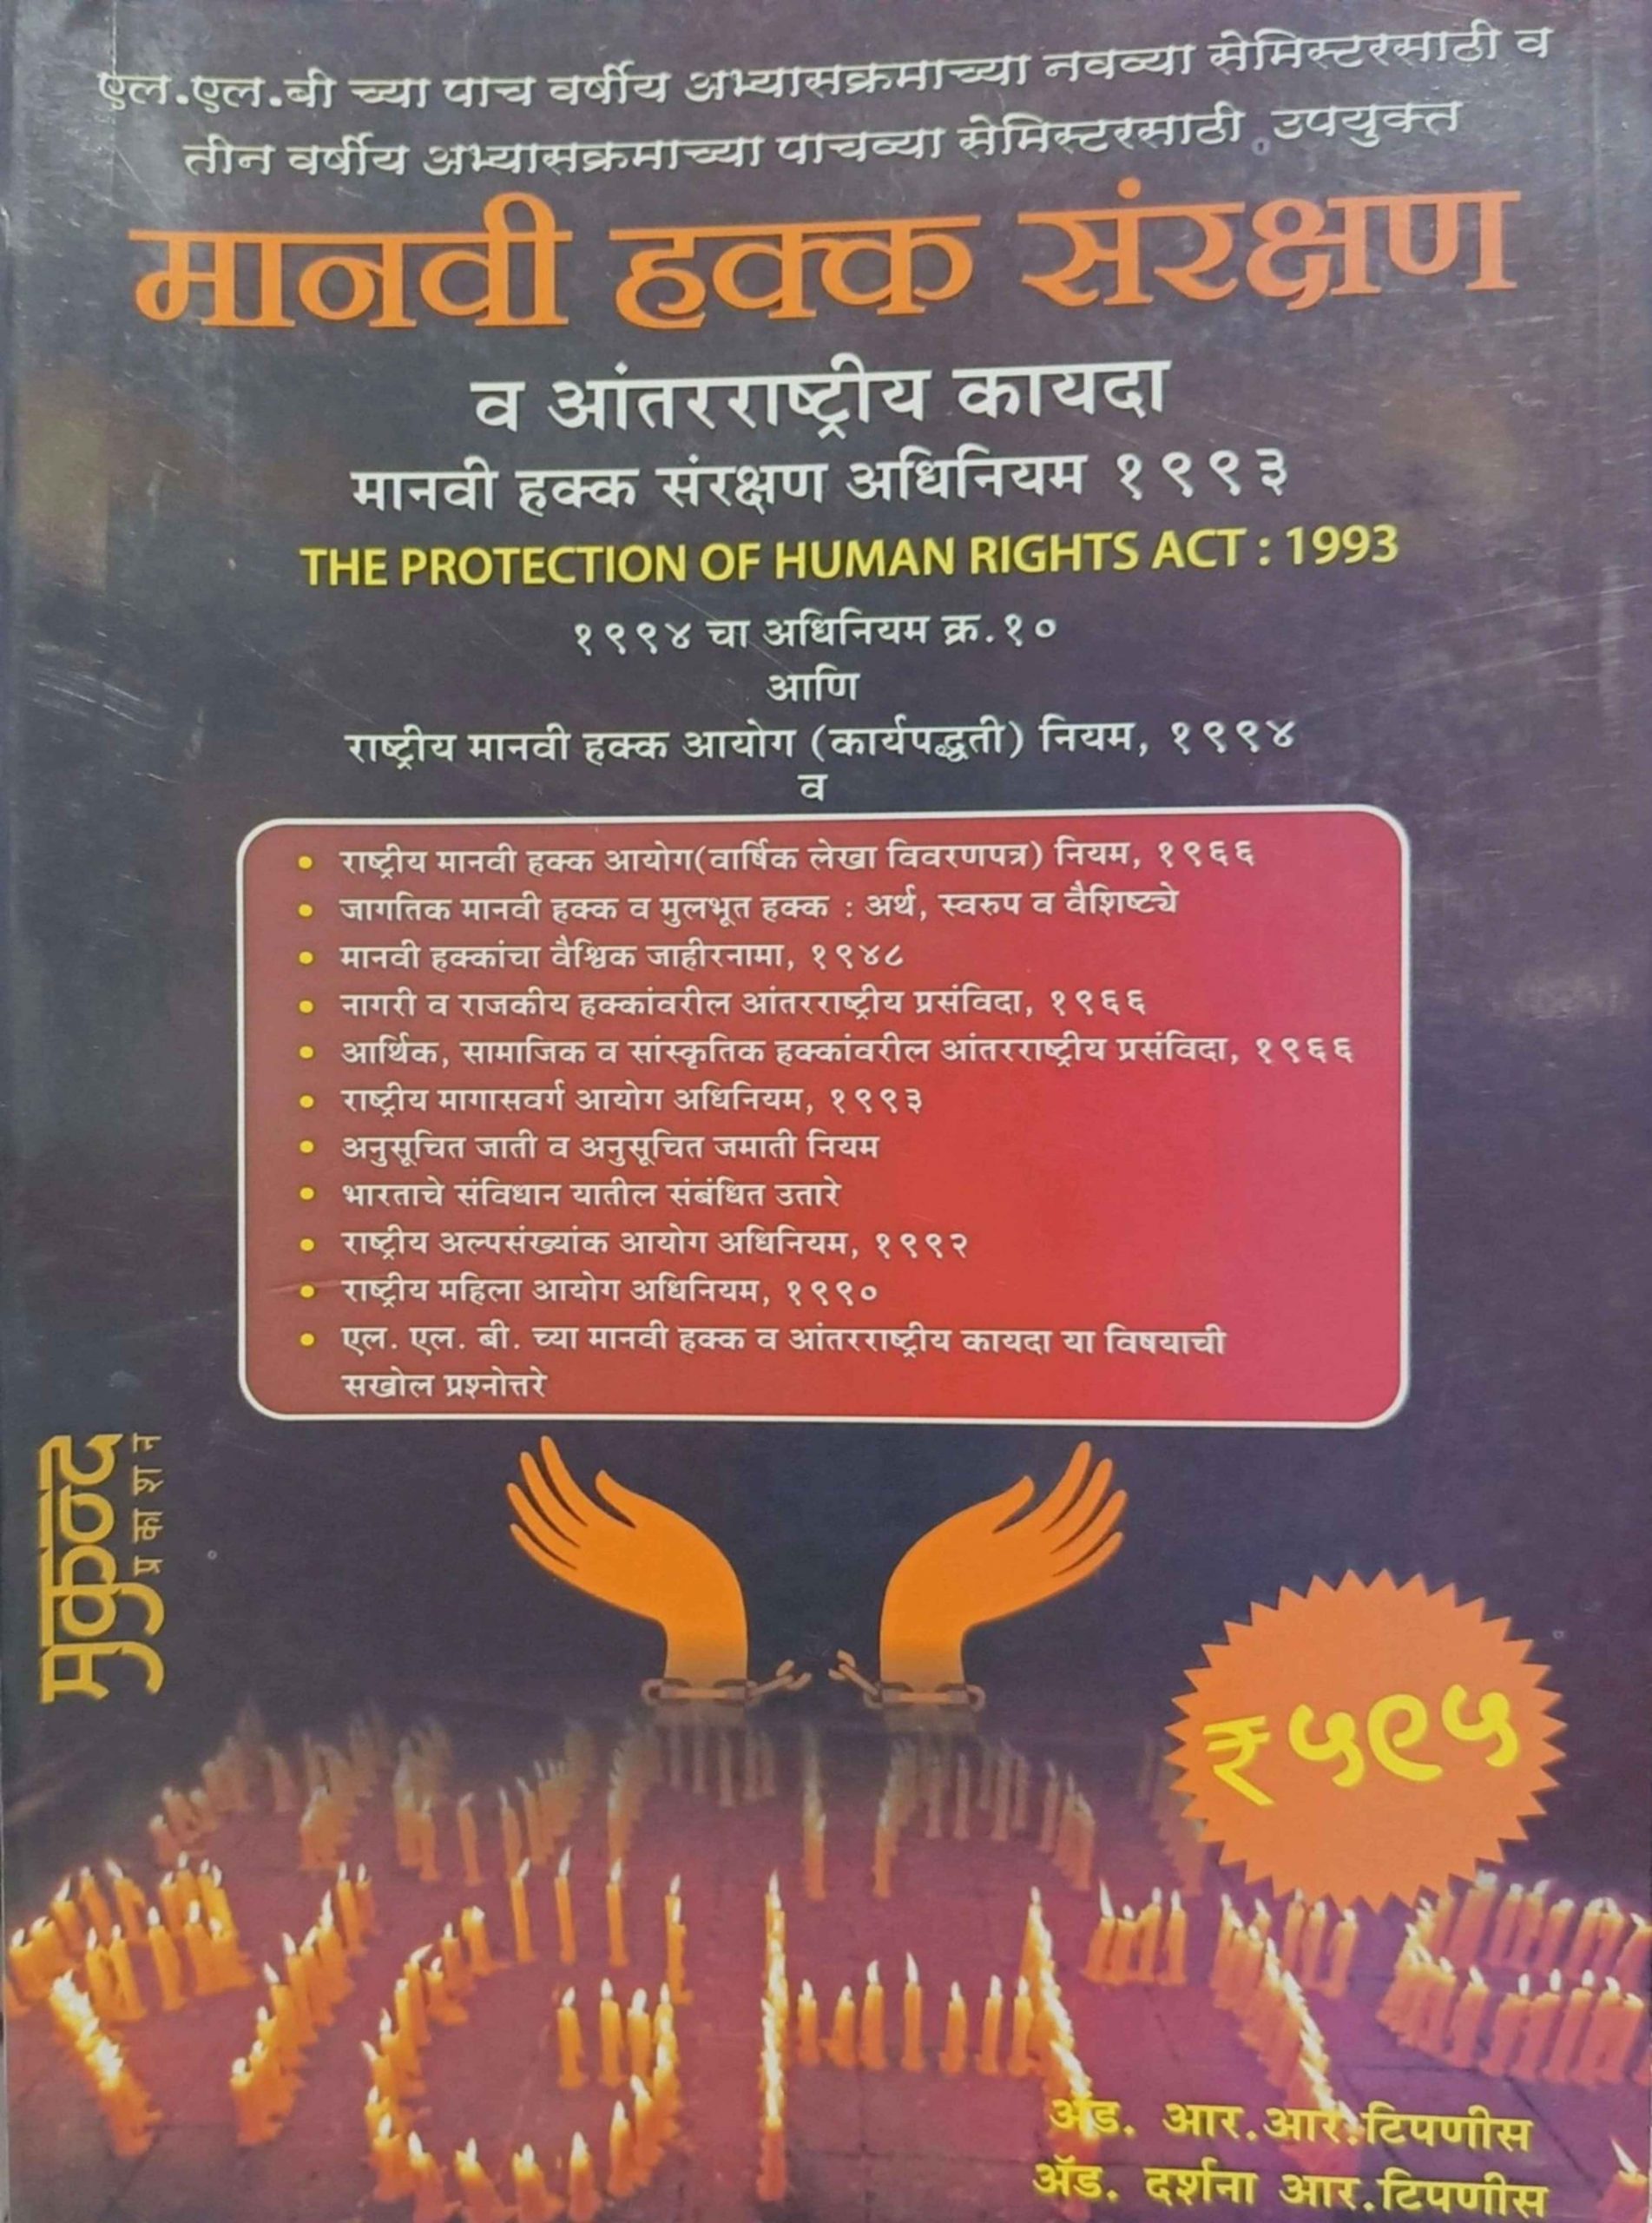 एल.एल.बी च्या पाच वर्षीय अभ्यासक्रमाच्या नवव्या सेमिस्टरसाठी व
तीन वर्षीय अभ्यासक्रमाच्या पाचव्या सेमिस्टरसाठी उपयुक्त
मानवी हक्क संरक्षण
व आंतरराष्ट्रीय कायदा
मानवी हक्क संरक्षण अधिनियम १९९३
THE PROTECTION OF HUMAN RIGHTS ACT : 1993
१९९४ चा अधिनियम क्र.१०
आणि
राष्ट्रीय मानवी हक्क आयोग (कार्यपद्धती) नियम, १९९४
व
• राष्ट्रीय मानवी हक्क आयोग(वार्षिक लेखा विवरणपत्र) नियम, १९६६
• जागतिक मानवी हक्क व मुलभूत हक्क : अर्थ, स्वरुप व वैशिष्ट्ये
• मानवी हक्कांचा वैश्विक जाहीरनामा, १९४८
• नागरी व राजकीय हक्कांवरील आंतरराष्ट्रीय प्रसंविदा, १९६६
• आर्थिक, सामाजिक व सांस्कृतिक हक्कांवरील आंतरराष्ट्रीय प्रसंविदा, १९६६
• राष्ट्रीय मागासवर्ग आयोग अधिनियम, १९९३
• अनुसूचित जाती व अनुसूचित जमाती नियम
• भारताचे संविधान यातील संबंधित उतारे
• राष्ट्रीय अल्पसंख्यांक आयोग अधिनियम, १९९२
• राष्ट्रीय महिला आयोग अधिनियम, १९९०
• एल. एल. बी. च्या मानवी हक्क व आंतरराष्ट्रीय कायदा या विषयाची
सखोल प्रश्नोत्तरे
मुकुंद
प्रकाशन
₹५९५
ॲड. आर.आर.टिपणीस
ॲड. दर्शना आर.टिपणीस